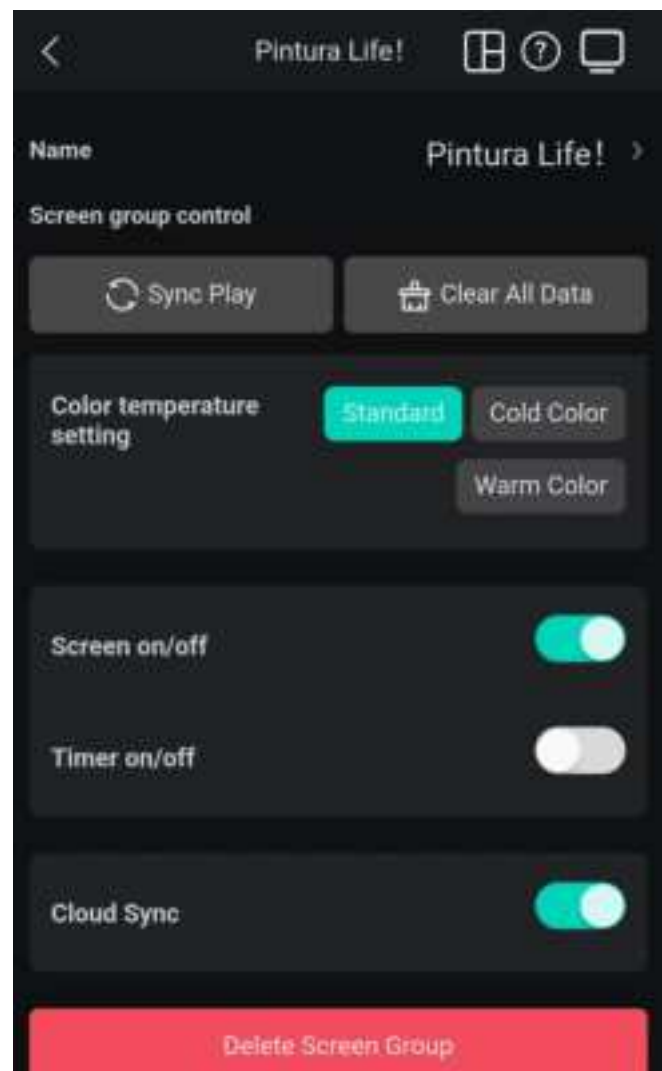 Pintura Life!
Name
Pintura Life!
Screen group control
Sync Play
Clear All Data
Color temperature
setting
Standard
Cold Color
Warm Color
Screen on/off
Timer on/off
Cloud Sync
Delete Screen Group